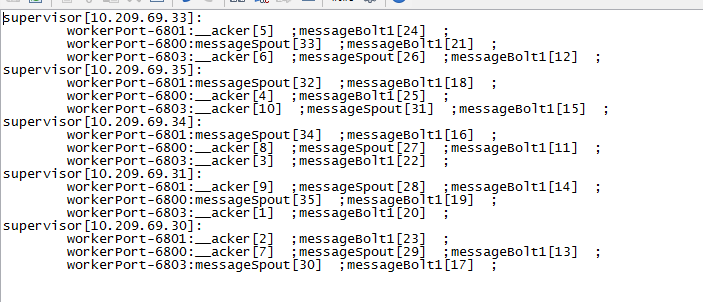 supervisor[10.209.69.33]:
workerPort-6801:__acker[5]  ;messageBolt1[24]  ;
workerPort-6800:messageSpout[33]  ;messageBolt1[21]  ;
workerPort-6803:__acker[6]  ;messageSpout[26]  ;messageBolt1[12]  ;
supervisor[10.209.69.35]:
workerPort-6801:messageSpout[32]  ;messageBolt1[18]  ;
workerPort-6800:__acker[4]  ;messageBolt1[25]  ;
workerPort-6803:__acker[10]  ;messageSpout[31]  ;messageBolt1[15]  ;
supervisor[10.209.69.34]:
workerPort-6801:messageSpout[34]  ;messageBolt1[16]  ;
workerPort-6800:__acker[8]  ;messageSpout[27]  ;messageBolt1[11]  ;
workerPort-6803:__acker[3]  ;messageBolt1[22]  ;
supervisor[10.209.69.31]:
workerPort-6801:__acker[9]  ;messageSpout[28]  ;messageBolt1[14]  ;
workerPort-6800:messageSpout[35]  ;messageBolt1[19]  ;
workerPort-6803:__acker[1]  ;messageBolt1[20]  ;
supervisor[10.209.69.30]:
workerPort-6801:__acker[2]  ;messageBolt1[23]  ;
workerPort-6800:__acker[7]  ;messageSpout[29]  ;messageBolt1[13]  ;
workerPort-6803:messageSpout[30]  ;messageBolt1[17]  ;